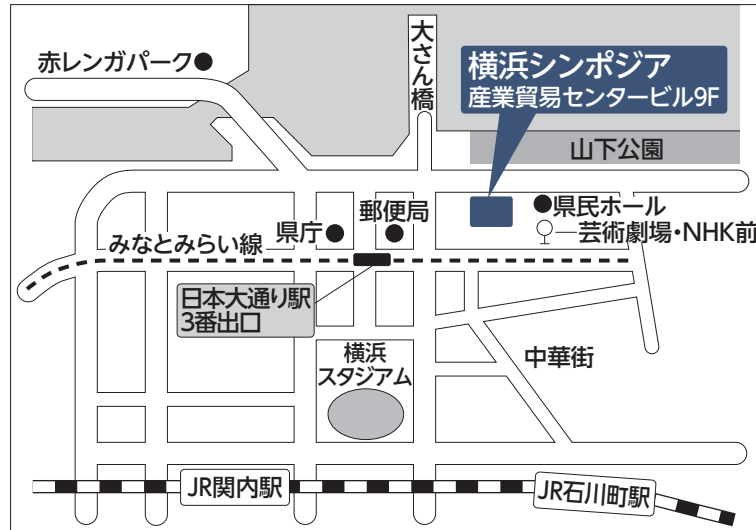 赤レンガパーク
大さん橋
横浜シンポジア
産業貿易センタービル9F
山下公園
県庁
郵便局
県民ホール
芸術劇場・NHK前
みなとみらい線
日本大通り駅
3番出口
横浜
スタジアム
中華街
JR関内駅
JR石川町駅